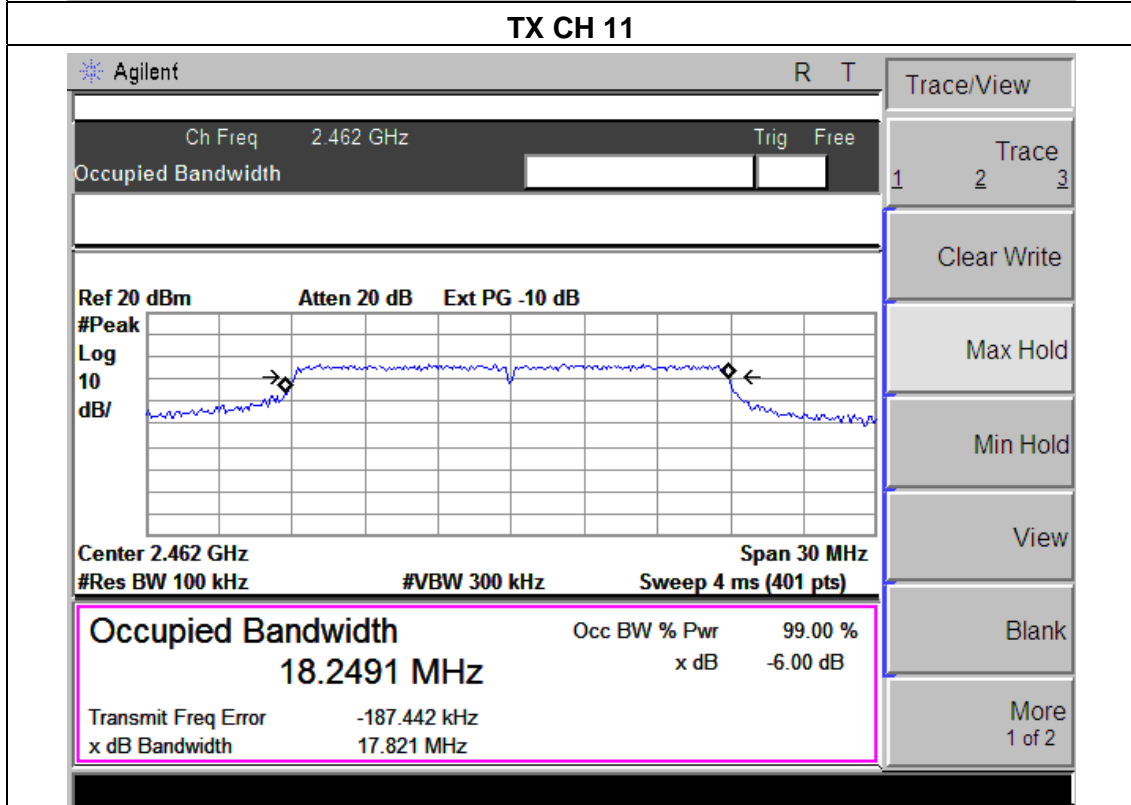 TX CH 11
Agilent R T
Ch Freq 2.462 GHz Trig Free
Occupied Bandwidth
Ref 20 dBm Atten 20 dB Ext PG -10 dB
#Peak
Log
10
dB/
Center 2.462 GHz Span 30 MHz
#Res BW 100 kHz #VBW 300 kHz Sweep 4 ms (401 pts)
Occupied Bandwidth Occ BW % Pwr 99.00 %
18.2491 MHz x dB -6.00 dB
Transmit Freq Error -187.442 kHz
x dB Bandwidth 17.821 MHz
Trace/View
Trace
1 2 3
Clear Write
Max Hold
Min Hold
View
Blank
More
1 of 2